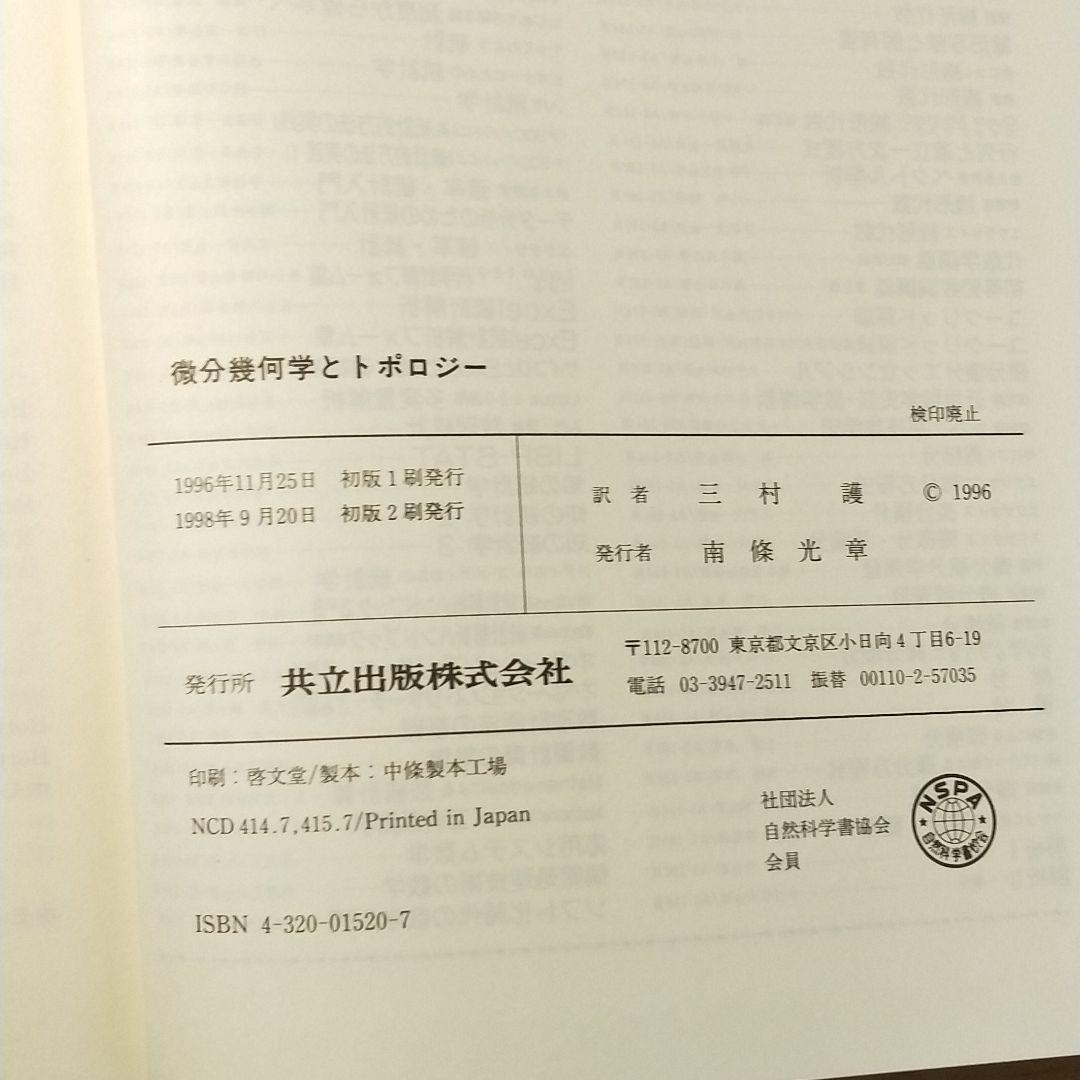 微分幾何学とトポロジー
検印廃止
1996年11月25日 初版1刷発行
1998年9月20日 初版2刷発行
訳者 三村 護 © 1996
発行者 南條光章
発行所 共立出版株式会社
〒112-8700 東京都文京区小日向4丁目6-19
電話 03-3947-2511 振替 00110-2-57035
印刷:啓文堂/製本:中條製本工場
NCD 414.7,415.7/Printed in Japan
社団法人
自然科学書協会
会員
NSPA
自然科学書協会
ISBN 4-320-01520-7